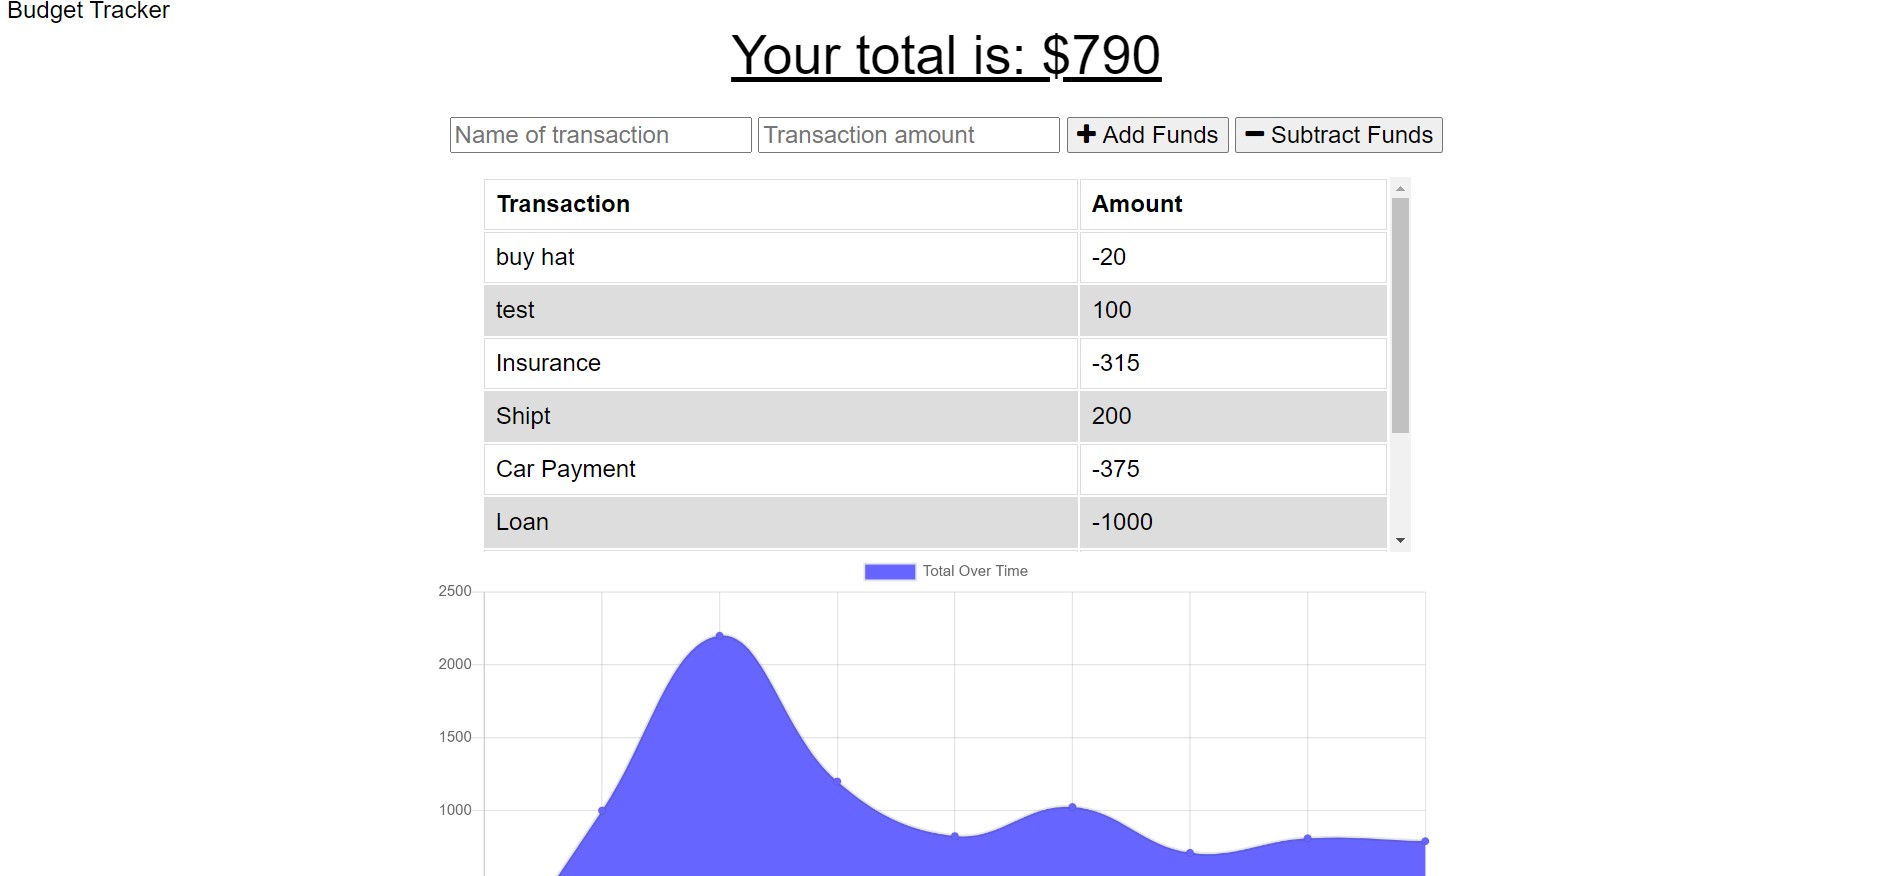 Budget Tracker
Your total is: $790
Name of transaction Transaction amount Add Funds Subtract Funds
Transaction Amount
buy hat -20
test 100
Insurance -315
Shipt 200
Car Payment -375
Loan -1000
Total Over Time
2500
2000
1500
1000